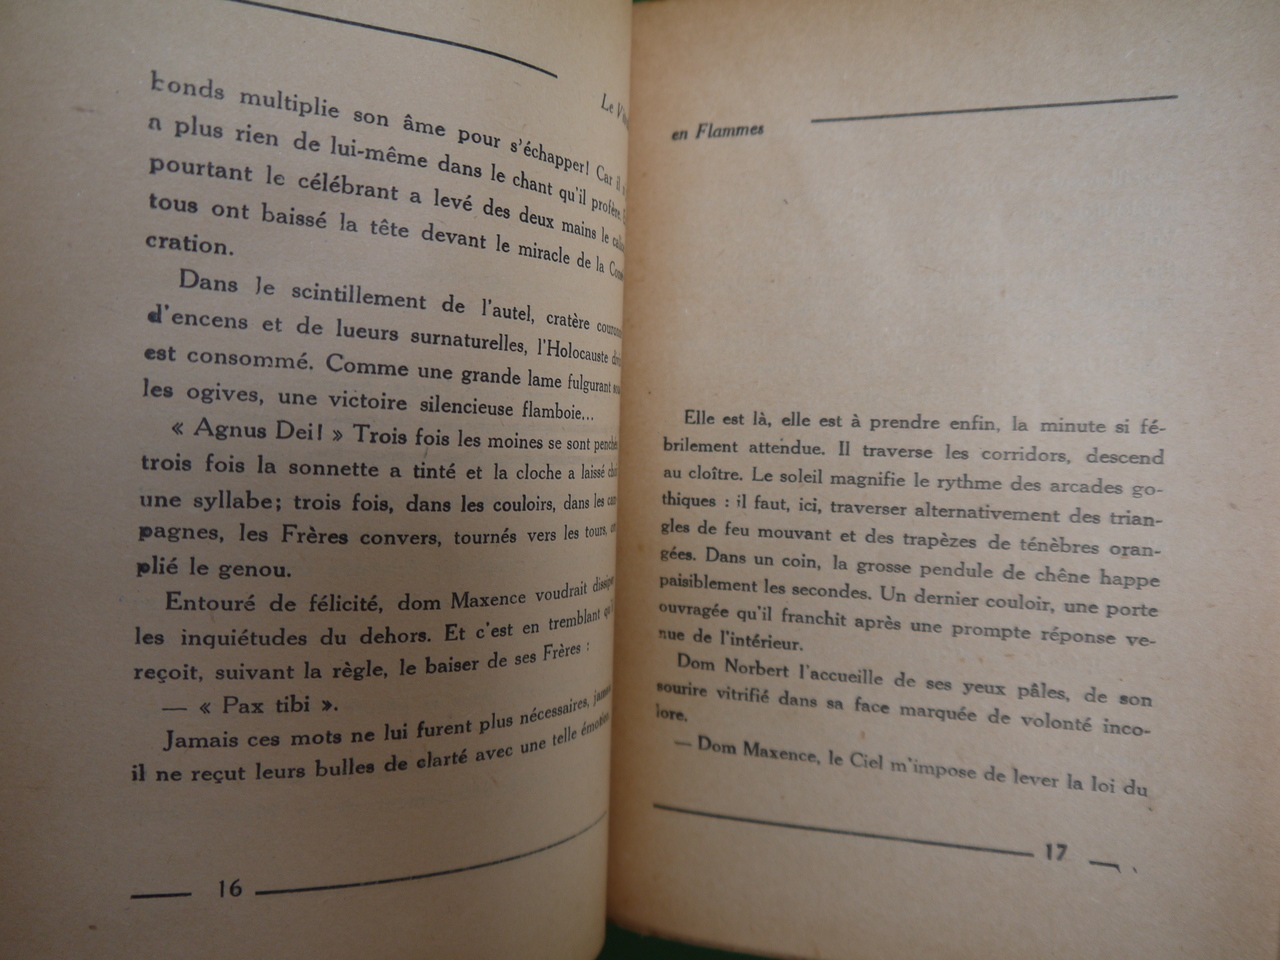 Le
bonds multiplie son âme pour s'échapper! Car il
a plus rien de lui-même dans le chant qu'il profère.
pourtant le célébrant a levé des deux mains le
tous ont baissé la tête devant le miracle de la
cration.
Dans le scintillement de l'autel, cratère
d'encens et de lueurs surnaturelles, l'Holocauste
est consommé. Comme une grande lame fulgurant
les ogives, une victoire silencieuse flamboie...
« Agnus Dei! » Trois fois les moines se sont
trois fois la sonnette a tinté et la cloche a laissé
une syllabe; trois fois, dans les couloirs, dans les
pagnes, les Frères convers, tournés vers les tours,
plié le genou.
Entouré de félicité, dom Maxence voudrait
les inquiétudes du dehors. Et c'est en tremblant
reçoit, suivant la règle, le baiser de ses Frères :
— « Pax tibi ».
Jamais ces mots ne lui furent plus nécessaires,
il ne reçut leurs bulles de clarté avec une telle
16
en Flammes
Elle est là, elle est à prendre enfin, la minute si fé-
brilement attendue. Il traverse les corridors, descend
au cloître. Le soleil magnifie le rythme des arcades go-
thiques : il faut, ici, traverser alternativement des trian-
gles de feu mouvant et des trapèzes de ténèbres oran-
gées. Dans un coin, la grosse pendule de chêne happe
paisiblement les secondes. Un dernier couloir, une porte
ouvragée qu'il franchit après une prompte réponse ve-
nue de l'intérieur.
Dom Norbert l'accueille de ses yeux pâles, de son
sourire vitrifié dans sa face marquée de volonté inco-
lore.
— Dom Maxence, le Ciel m'impose de lever la loi du
17